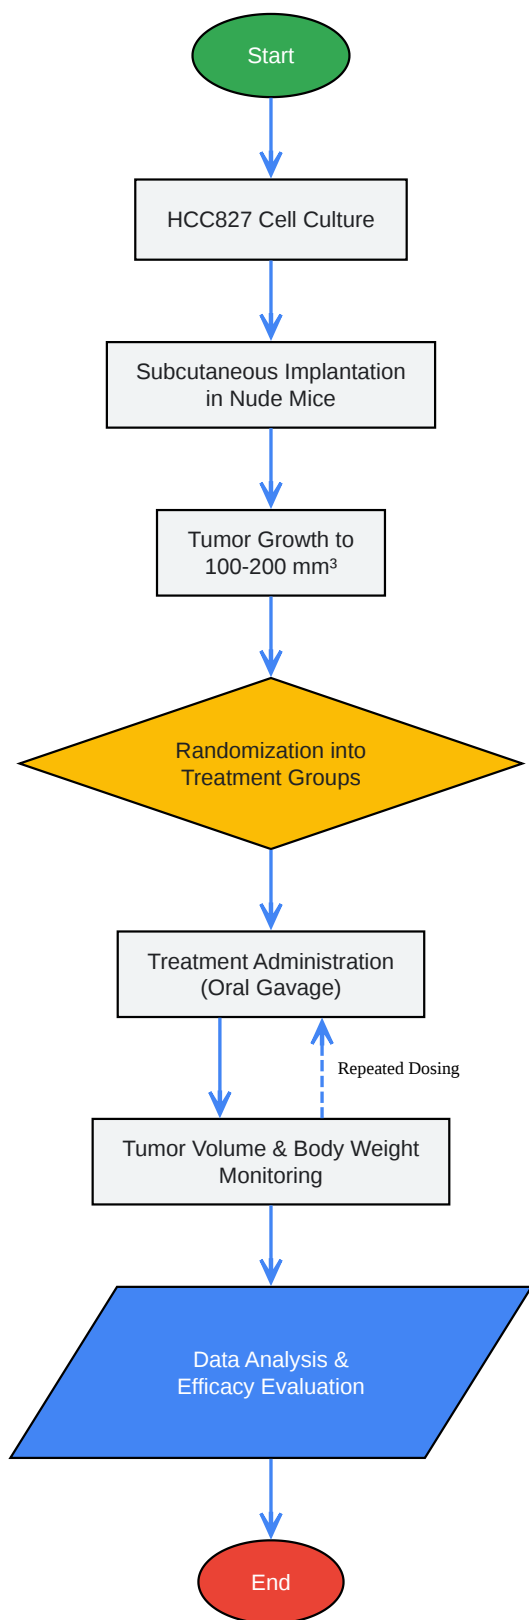 Start
HCC827 Cell Culture
Subcutaneous Implantation
in Nude Mice
Tumor Growth to
100-200 mm³
Randomization into
Treatment Groups
Treatment Administration
(Oral Gavage)
Repeated Dosing
Tumor Volume & Body Weight
Monitoring
Data Analysis &
Efficacy Evaluation
End